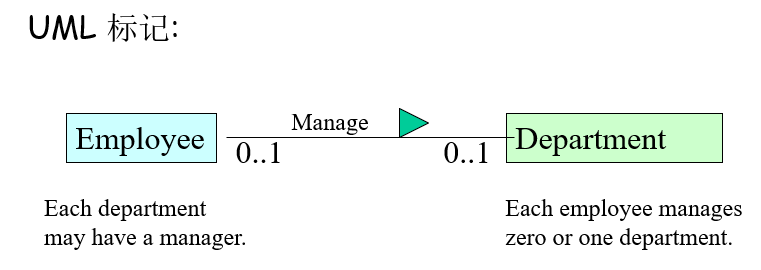 UML 标记:
Manage
Employee
Department
0..1
0..1
Each department
may have a manager.
Each employee manages
zero or one department.